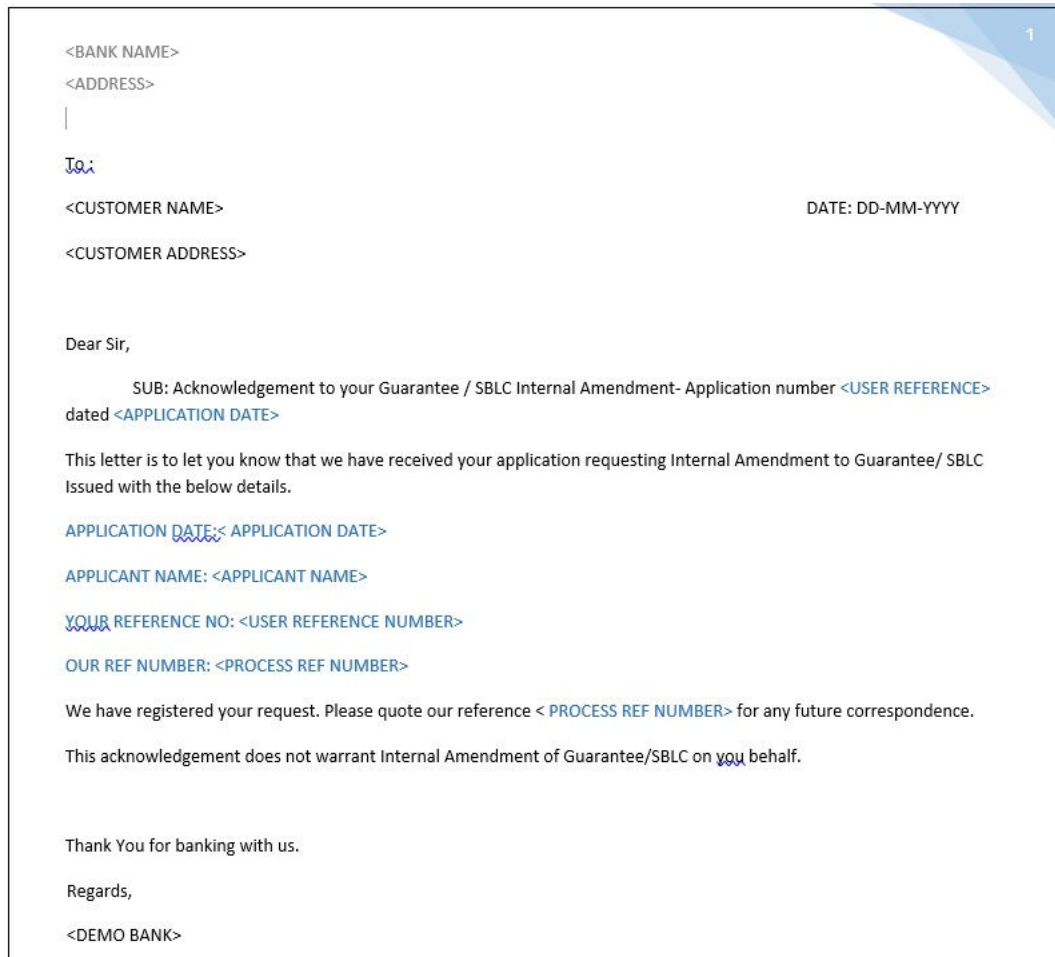 1
<BANK NAME>
<ADDRESS>
To :
<CUSTOMER NAME> DATE: DD-MM-YYYY
<CUSTOMER ADDRESS>
Dear Sir,
SUB: Acknowledgement to your Guarantee / SBLC Internal Amendment- Application number <USER REFERENCE>
dated <APPLICATION DATE>
This letter is to let you know that we have received your application requesting Internal Amendment to Guarantee/ SBLC
Issued with the below details.
APPLICATION DATE:< APPLICATION DATE>
APPLICANT NAME: <APPLICANT NAME>
YOUR REFERENCE NO: <USER REFERENCE NUMBER>
OUR REF NUMBER: <PROCESS REF NUMBER>
We have registered your request. Please quote our reference < PROCESS REF NUMBER> for any future correspondence.
This acknowledgement does not warrant Internal Amendment of Guarantee/SBLC on you behalf.
Thank You for banking with us.
Regards,
<DEMO BANK>